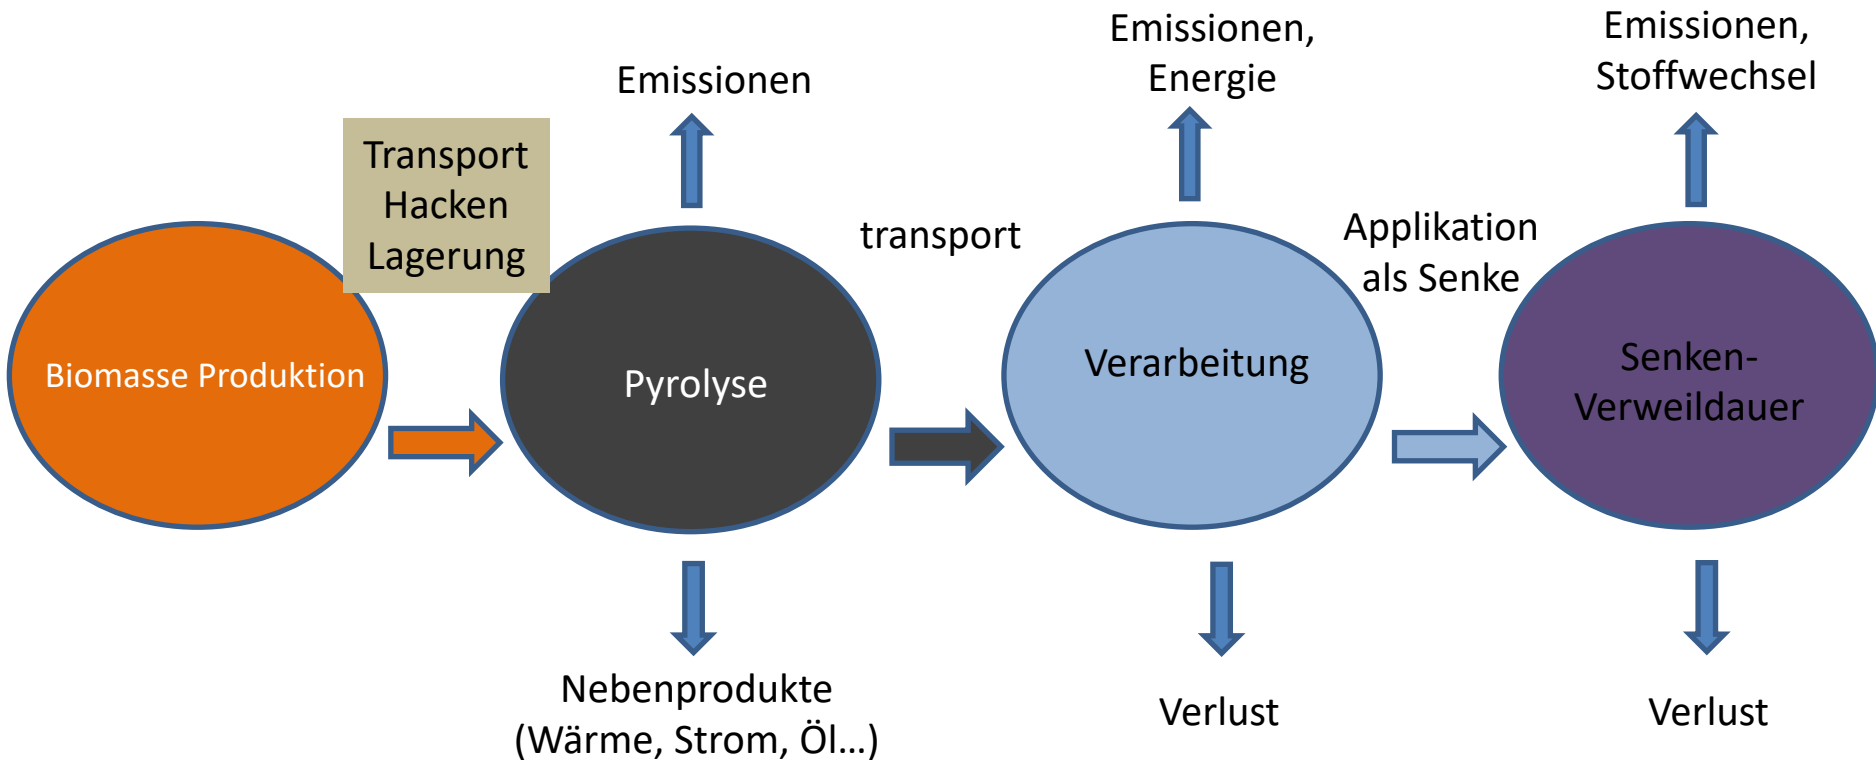 Emissionen
Emissionen,
Energie
Emissionen,
Stoffwechsel
Transport
Hacken
Lagerung
transport
Applikation
als Senke
Biomasse Produktion
Pyrolyse
Verarbeitung
Senken-
Verweildauer
Nebenprodukte
(Wärme, Strom, Öl…)
Verlust
Verlust